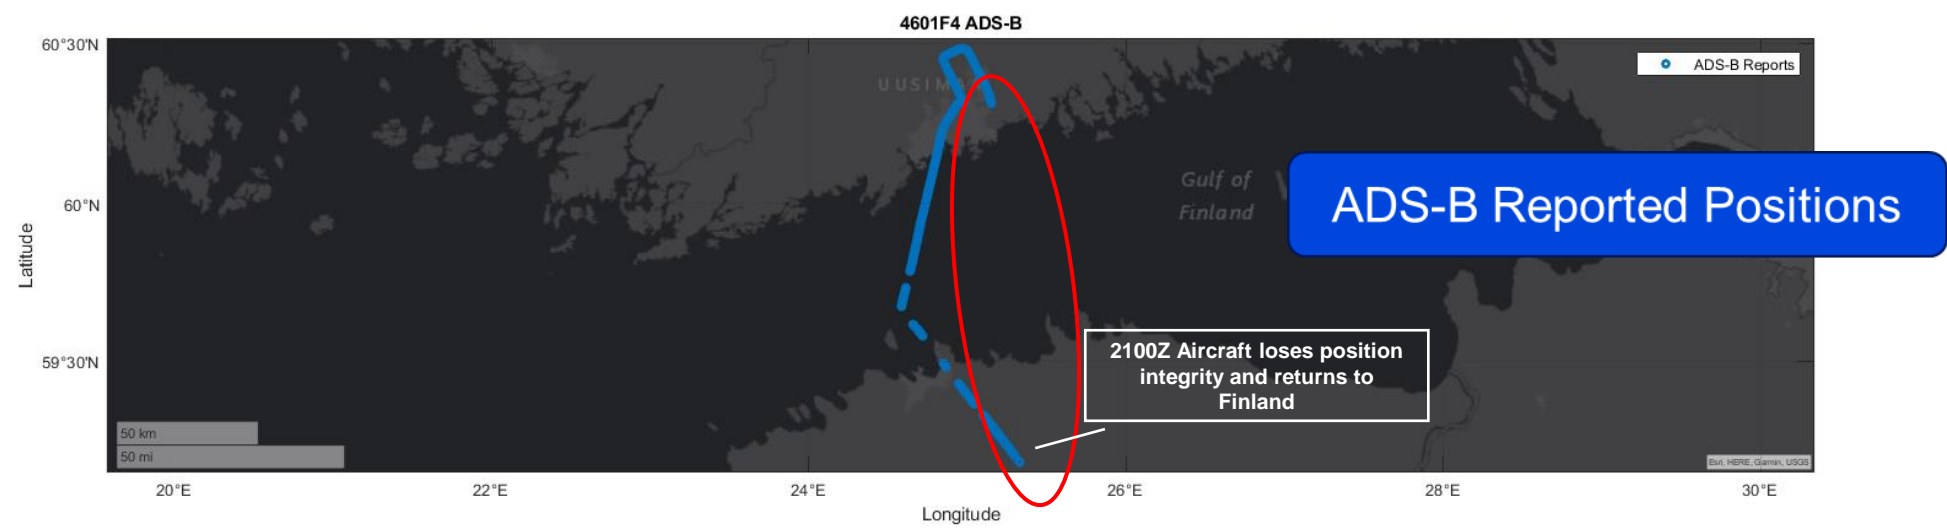 4601F4 ADS-B
60°30'N
60°N
59°30'N
Latitude
UUSIMA
Gulf of
Finland
ADS-B Reports
ADS-B Reported Positions
2100Z Aircraft loses position
integrity and returns to
Finland
50 km
50 mi
Esri, HERE, Garmin, USGS
20°E
22°E
24°E
26°E
28°E
30°E
Longitude